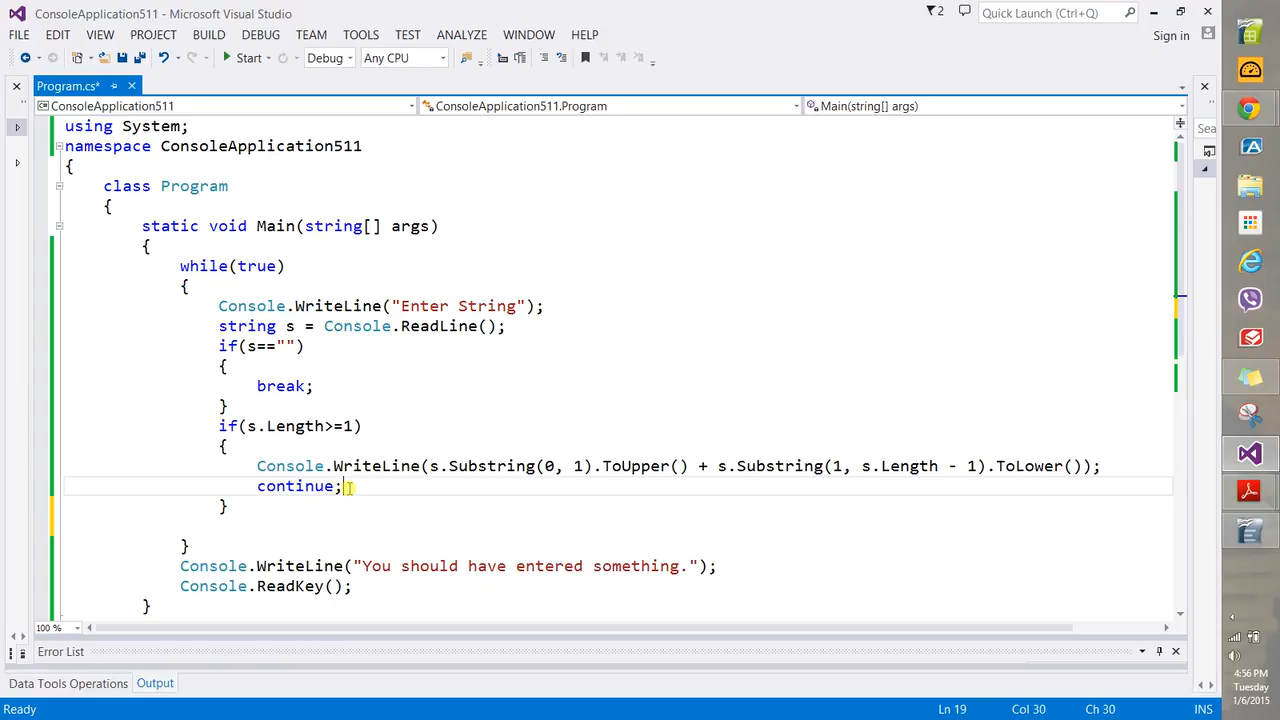 ConsoleApplication511 - Microsoft Visual Studio
2
Quick Launch (Ctrl+Q)
FILE EDIT VIEW PROJECT BUILD DEBUG TEAM TOOLS TEST ANALYZE WINDOW HELP
Sign in
Start Debug Any CPU
Program.cs*
ConsoleApplication511 ConsoleApplication511.Program Main(string[] args)
Sea
using System;
namespace ConsoleApplication511
{
class Program
{
static void Main(string[] args)
{
while(true)
{
Console.WriteLine("Enter String");
string s = Console.ReadLine();
if(s=="")
{
break;
}
if(s.Length>=1)
{
Console.WriteLine(s.Substring(0, 1).ToUpper() + s.Substring(1, s.Length - 1).ToLower());
continue;
}
}
Console.WriteLine("You should have entered something.");
Console.ReadKey();
}
100 %
Error List
Data Tools Operations Output
Ready Ln 19 Col 30 Ch 30 INS
4:56 PM
Tuesday
1/6/2015